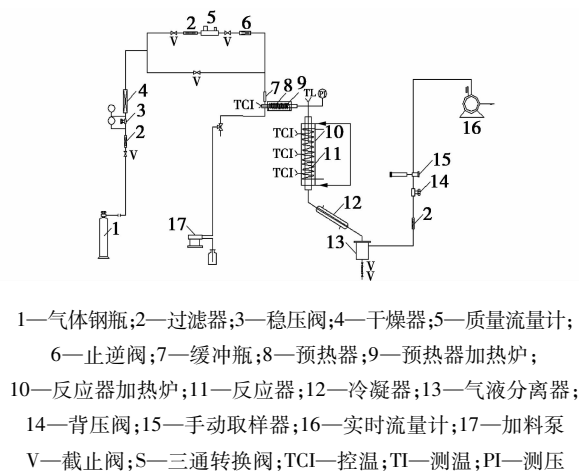 2
5
6
V
V
V
4
7
8
9
TL
PI
TCI
3
2
V
16
TCI
10
TCI
11
TCI
15
14
1
17
12
13
2
V
V
1—气体钢瓶;2—过滤器;3—稳压阀;4—干燥器;5—质量流量计;
6—止逆阀;7—缓冲瓶;8—预热器;9—预热器加热炉;
10—反应器加热炉;11—反应器;12—冷凝器;13—气液分离器;
14—背压阀;15—手动取样器;16—实时流量计;17—加料泵
V—截止阀;S—三通转换阀;TCI—控温;TI—测温;PI—测压